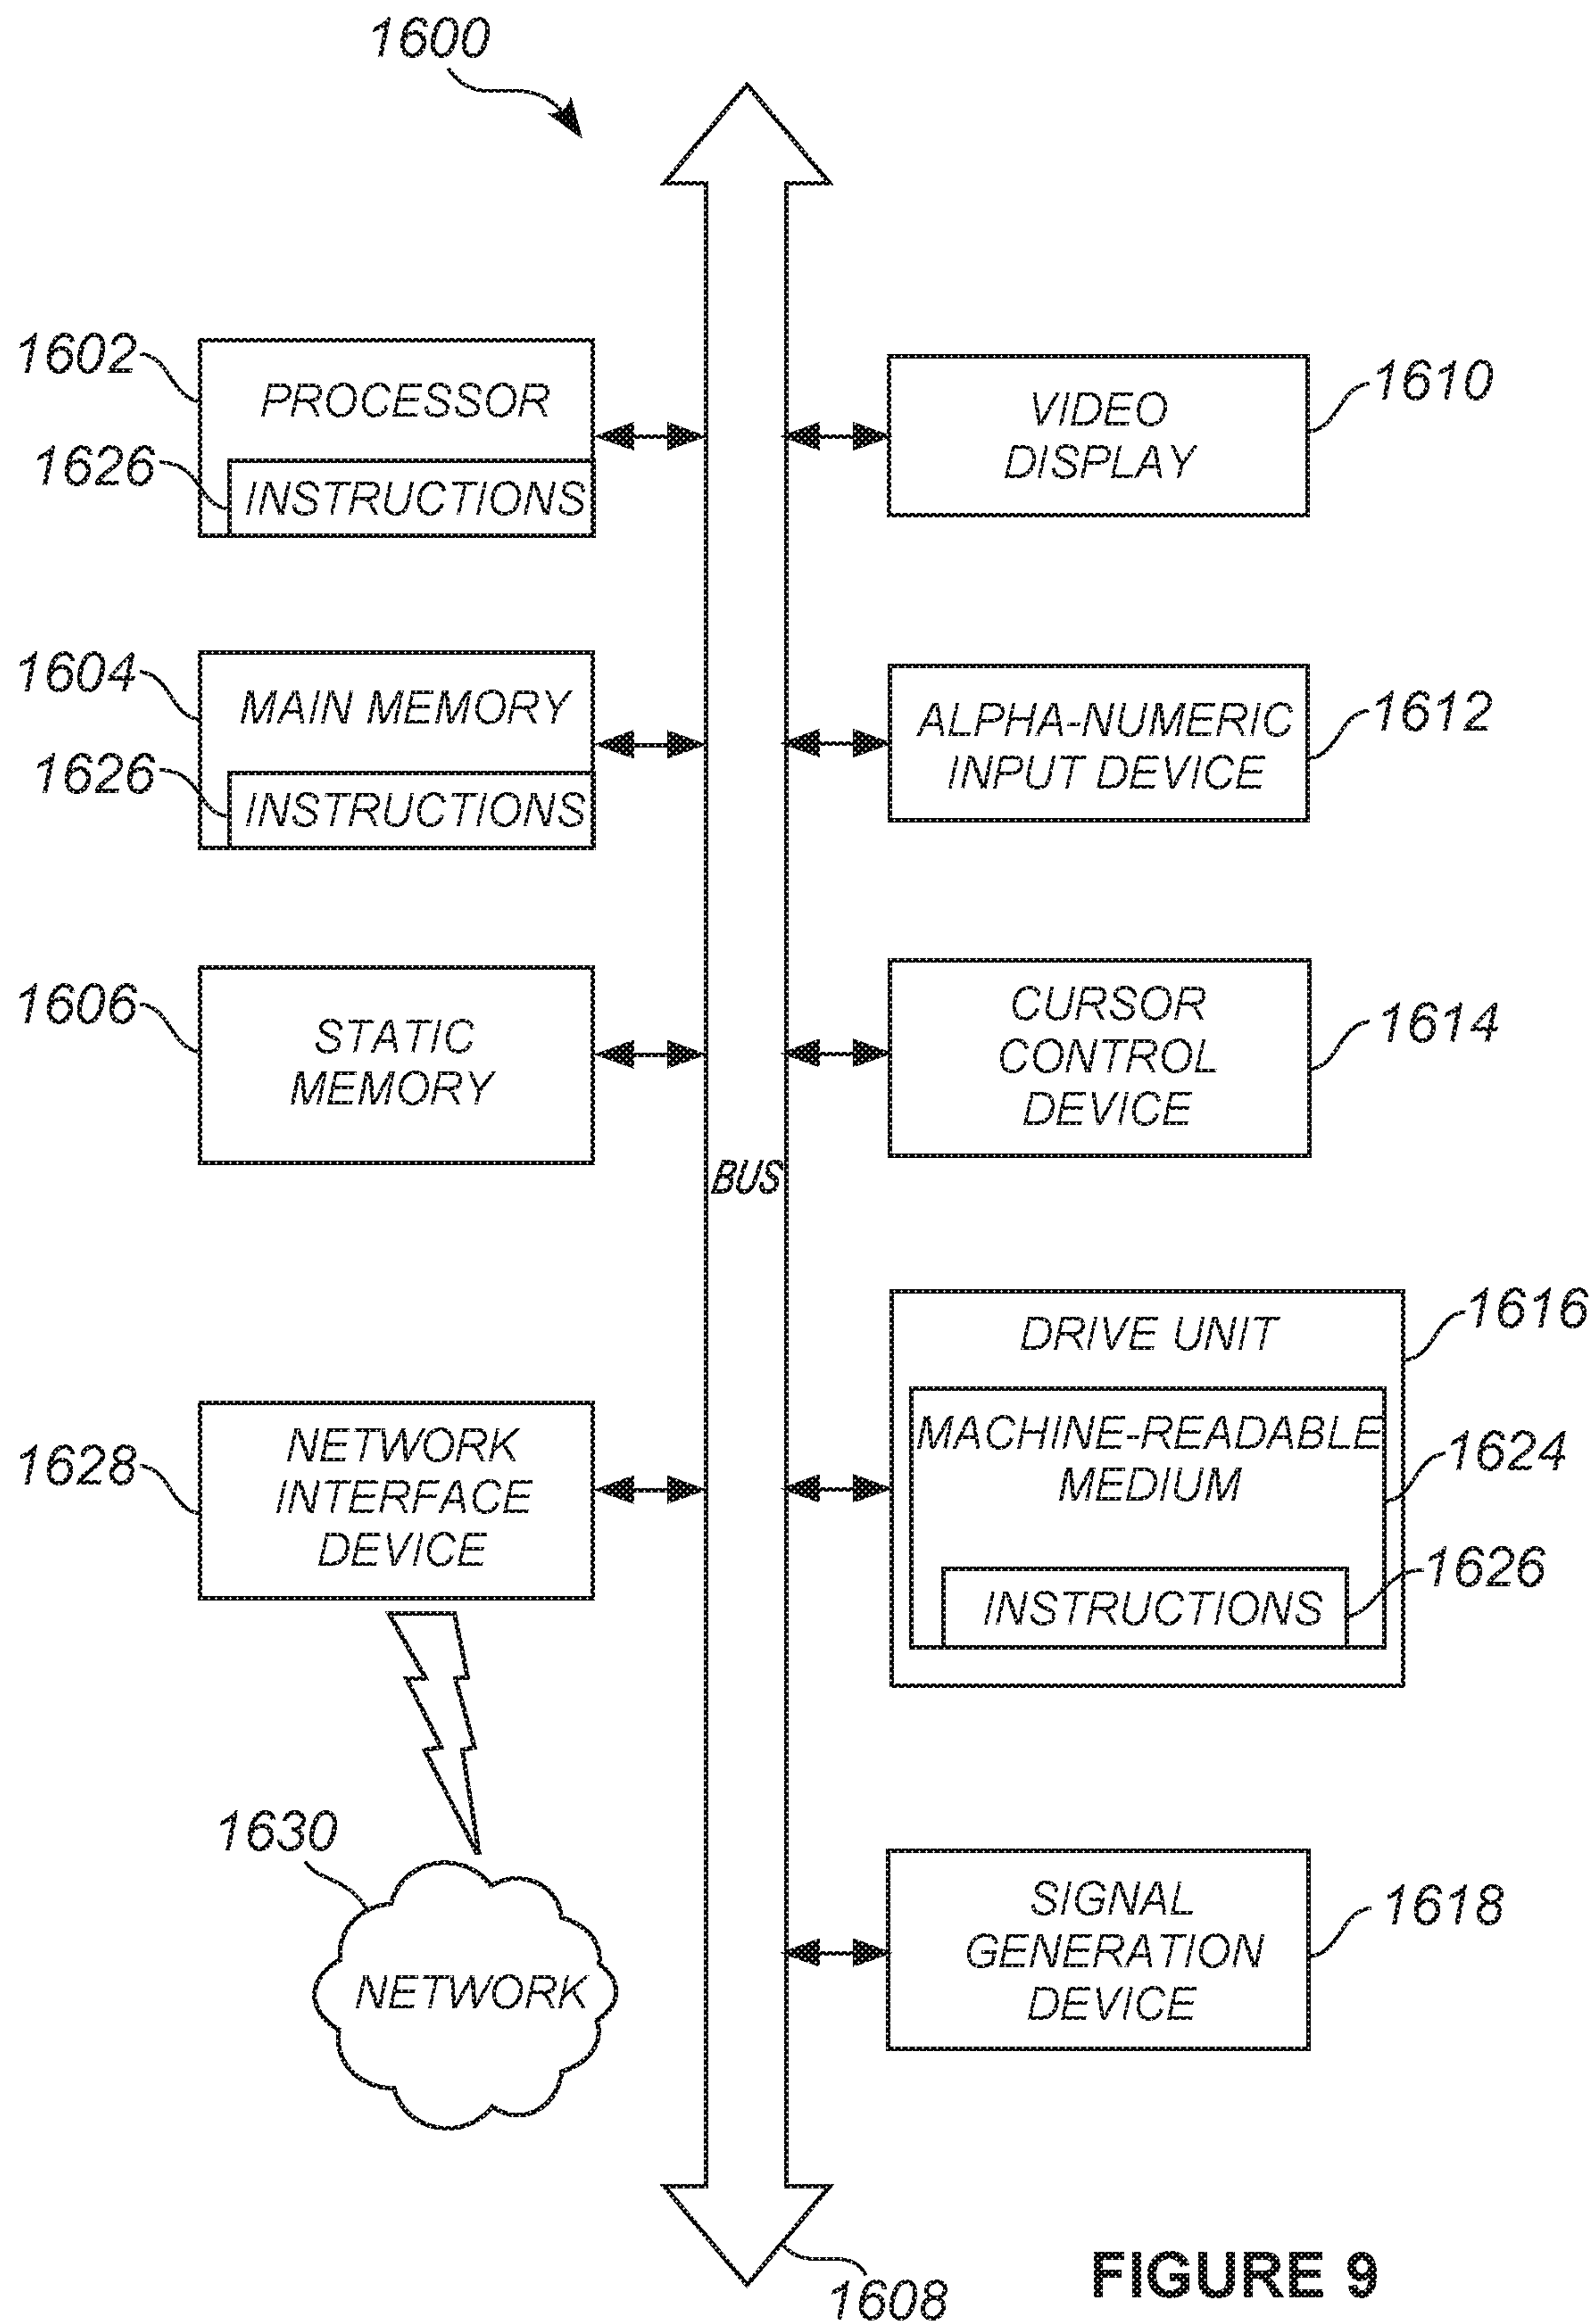 1600
1602
PROCESSOR
1626
INSTRUCTIONS
1610
VIDEO
DISPLAY
1604
MAIN MEMORY
1626
INSTRUCTIONS
1612
ALPHA-NUMERIC
INPUT DEVICE
1606
STATIC
MEMORY
1614
CURSOR
CONTROL
DEVICE
BUS
1628
NETWORK
INTERFACE
DEVICE
1616
DRIVE UNIT
MACHINE-READABLE
MEDIUM
1624
1626
INSTRUCTIONS
1630
NETWORK
1618
SIGNAL
GENERATION
DEVICE
1608
FIGURE 9